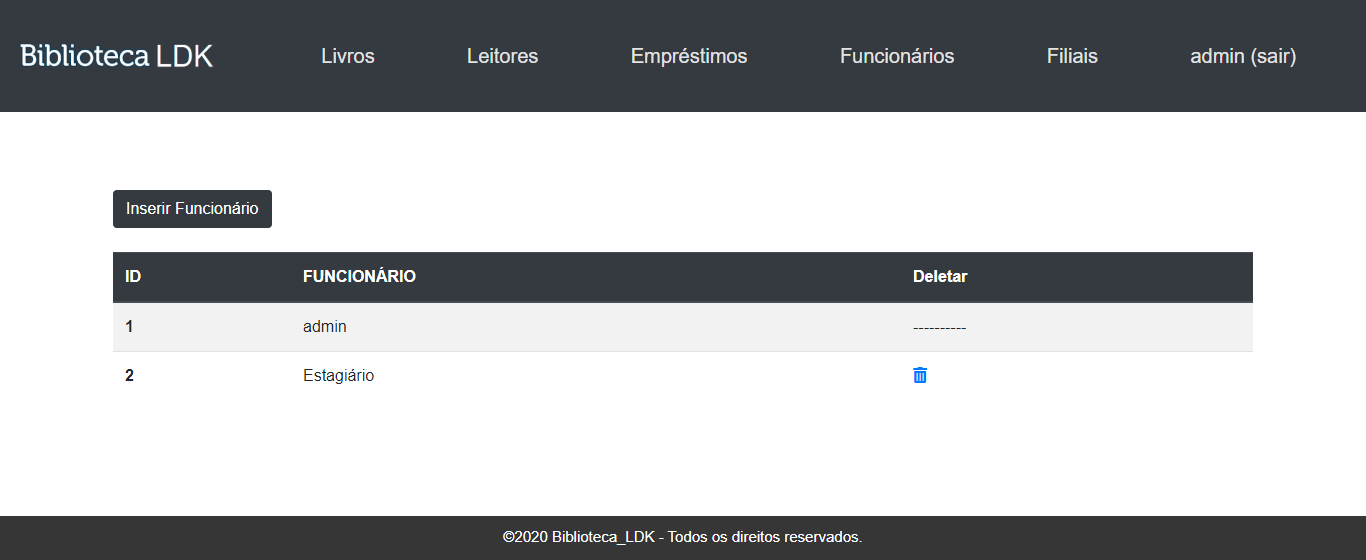 Biblioteca LDK Livros Leitores Empréstimos Funcionários Filiais admin (sair)
Inserir Funcionário
ID FUNCIONÁRIO Deletar
1 admin ----------
2 Estagiário
©2020 Biblioteca_LDK - Todos os direitos reservados.